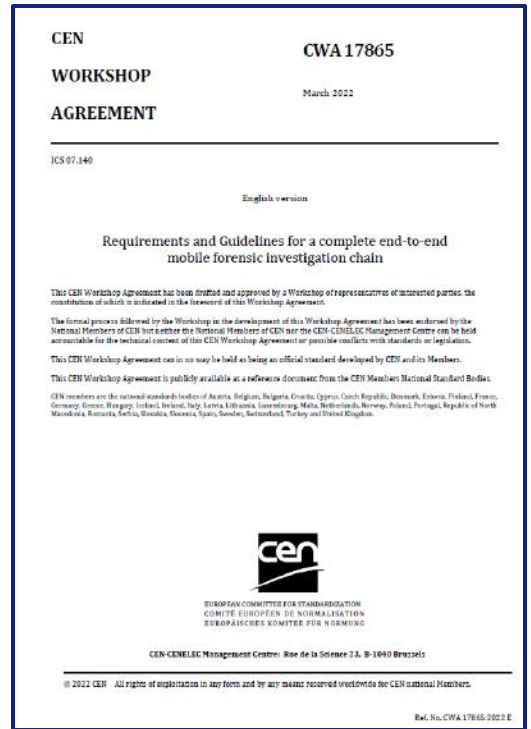 CEN
CWA 17865
WORKSHOP
March 2022
AGREEMENT
ICS 07.140
English version
Requirements and Guidelines for a complete end-to-end
mobile forensic investigation chain
This CEN Workshop Agreement has been drafted and approved by a Workshop of representatives of interested parties, the
constitution of which is indicated in the foreword of this Workshop Agreement.
The formal process followed by the Workshop in the development of this Workshop Agreement has been endorsed by the
National Members of CEN but neither the National Members of CEN nor the CEN-CENELEC Management Centre can be held
accountable for the technical content of this CEN Workshop Agreement or possible conflicts with standards or legislation.
This CEN Workshop Agreement can in no way be held as being an official standard developed by CEN and its Members.
This CEN Workshop Agreement is publicly available as a reference document from the CEN Members National Standard Bodies.
CEN members are the national standards bodies of Austria, Belgium, Bulgaria, Croatia, Cyprus, Czech Republic, Denmark, Estonia, Finland, France,
Germany, Greece, Hungary, Iceland, Ireland, Italy, Latvia, Lithuania, Luxembourg, Malta, Netherlands, Norway, Poland, Portugal, Republic of North
Macedonia, Romania, Serbia, Slovakia, Slovenia, Spain, Sweden, Switzerland, Turkey and United Kingdom.
cen
EUROPEAN COMMITTEE FOR STANDARDIZATION
COMITÉ EUROPÉEN DE NORMALISATION
EUROPÄISCHES KOMITEE FÜR NORMUNG
CEN-CENELEC Management Centre: Rue de la Science 23, B-1040 Brussels
© 2022 CEN All rights of exploitation in any form and by any means reserved worldwide for CEN national Members.
Ref. No. CWA 17865:2022 E